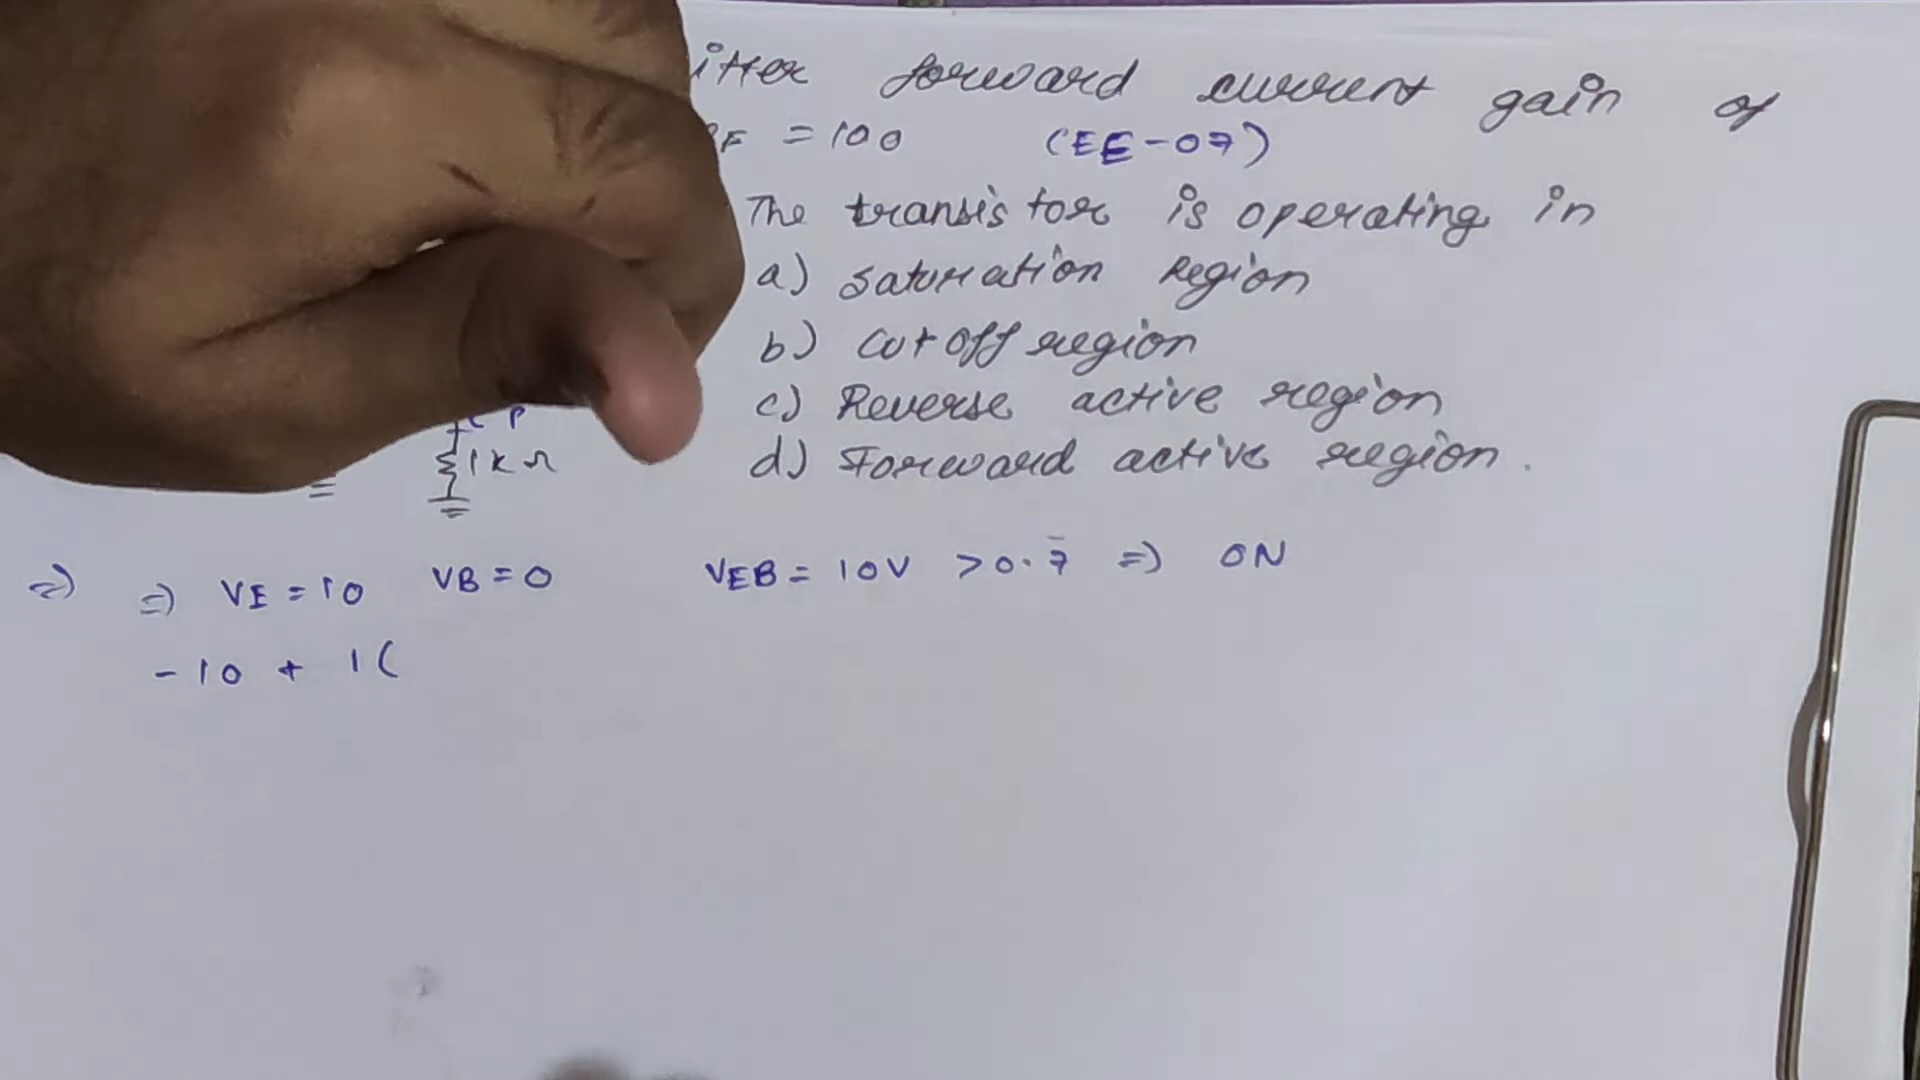 forward current gain of
= 100 (EE-07)
The transistor is operating in
a) saturation Region
b) cut off region
c) Reverse active region
P
d) Forward active region.
1kΩ
=> => VE = 10 VB = 0 VEB = 10V > 0.7 => ON
- 10 + 1(